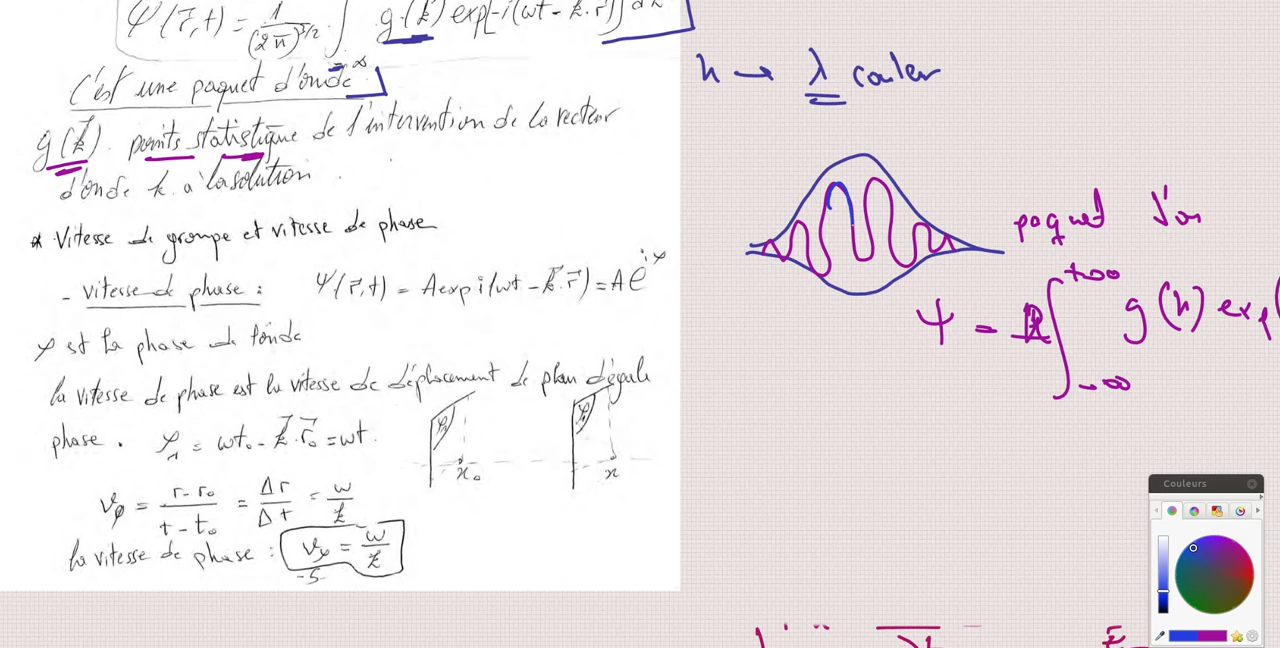 Ψ(r⃗,t) = 1/(2π)^3/2 ∫ g(k⃗) exp[-i(ωt - k⃗.r⃗)] dk
C'est une paquet d'onde
g(k⃗). poids statistique de l'intervention de la vecteur
d'onde k a la solution.
* Vitesse de groupe et vitesse de phase
- vitesse de phase : Ψ(r⃗,t) = A exp i(ωt - k⃗.r⃗) = A e^iφ
φ est la phase de l'onde
la vitesse de phase est la vitesse de déplacement de plan d'égale
phase. φ₁ = ωt₀ - k⃗.r⃗₀ = ωt.
x₀ x
vφ = r-r₀ / t-t₀ = Δr / Δt = ω / k
la vitesse de phase : vφ = ω / k
-5-
k → λ couleur
paquet d'on
Ψ = ∫ +∞ -∞ g(k) exp(
Couleurs